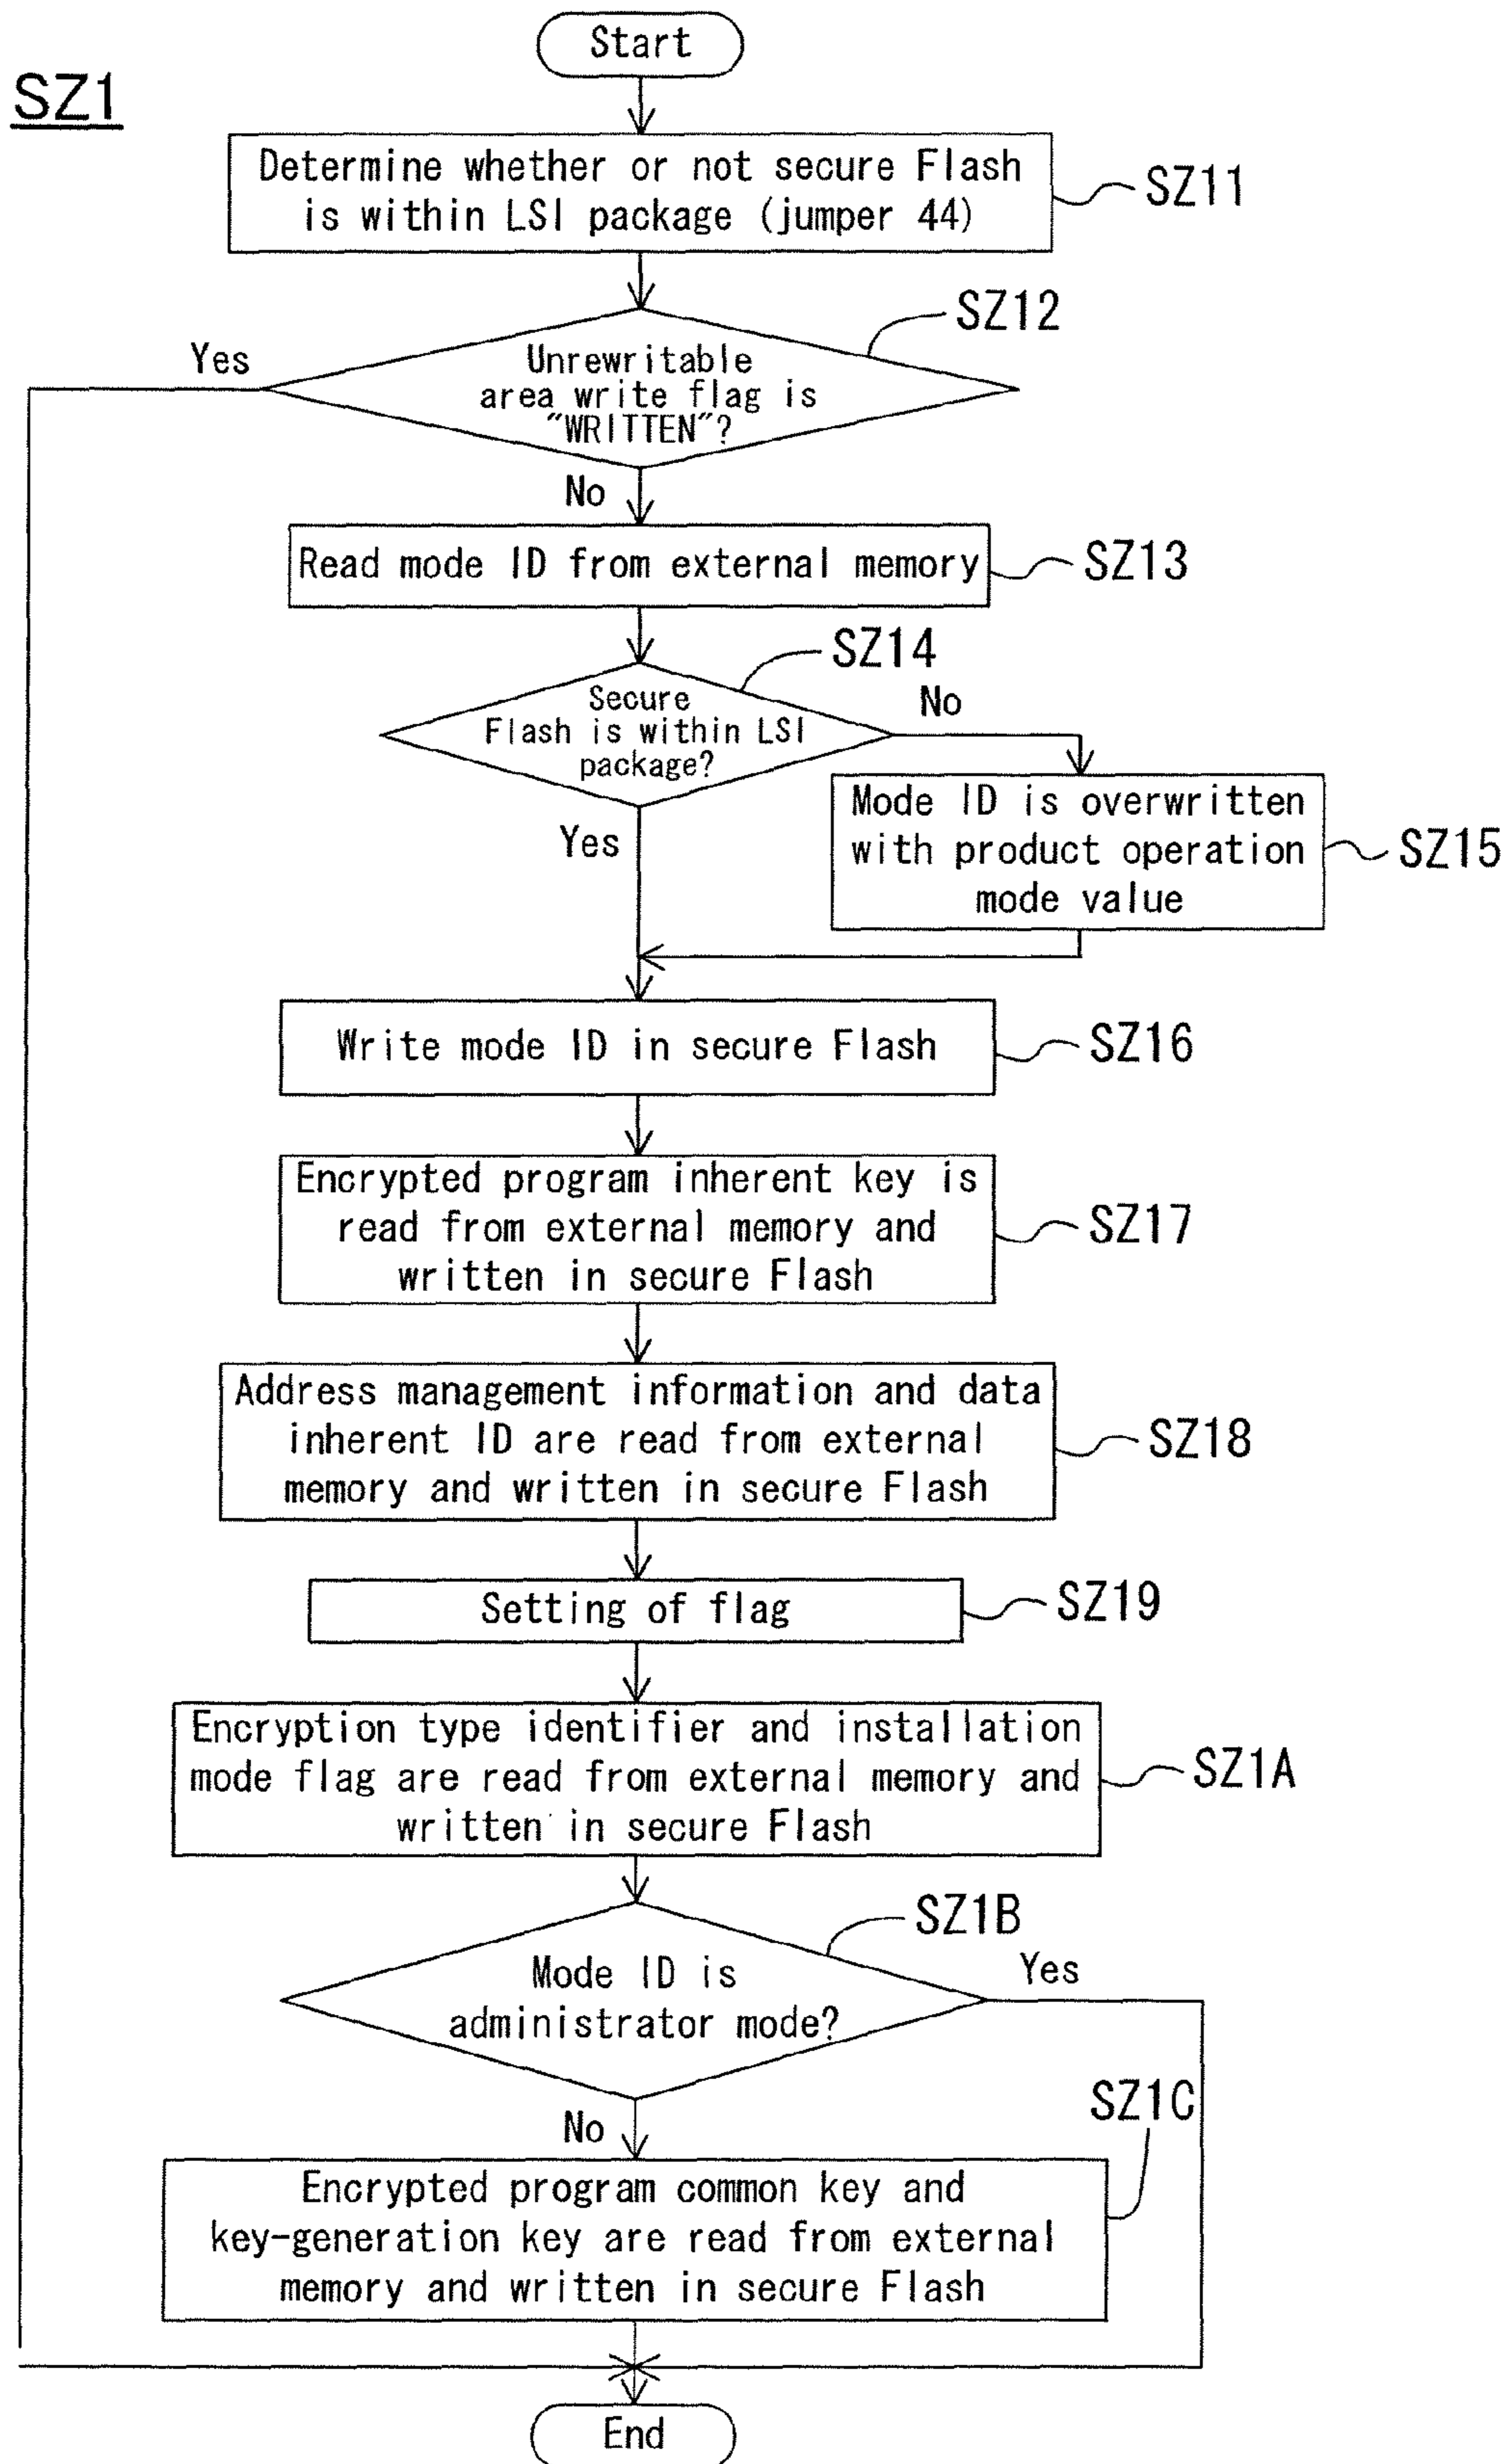 Start
SZ1
Determine whether or not secure Flash
is within LSI package (jumper 44)
SZ11
SZ12
Yes
Unrewritable
area write flag is
"WRITTEN"?
No
Read mode ID from external memory
SZ13
SZ14
Secure
Flash is within LSI
package?
No
Yes
Mode ID is overwritten
with product operation
mode value
SZ15
Write mode ID in secure Flash
SZ16
Encrypted program inherent key is
read from external memory and
written in secure Flash
SZ17
Address management information and data
inherent ID are read from external
memory and written in secure Flash
SZ18
Setting of flag
SZ19
Encryption type identifier and installation
mode flag are read from external memory and
written in secure Flash
SZ1A
SZ1B
Mode ID is
administrator mode?
Yes
No
SZ1C
Encrypted program common key and
key-generation key are read from external
memory and written in secure Flash
End